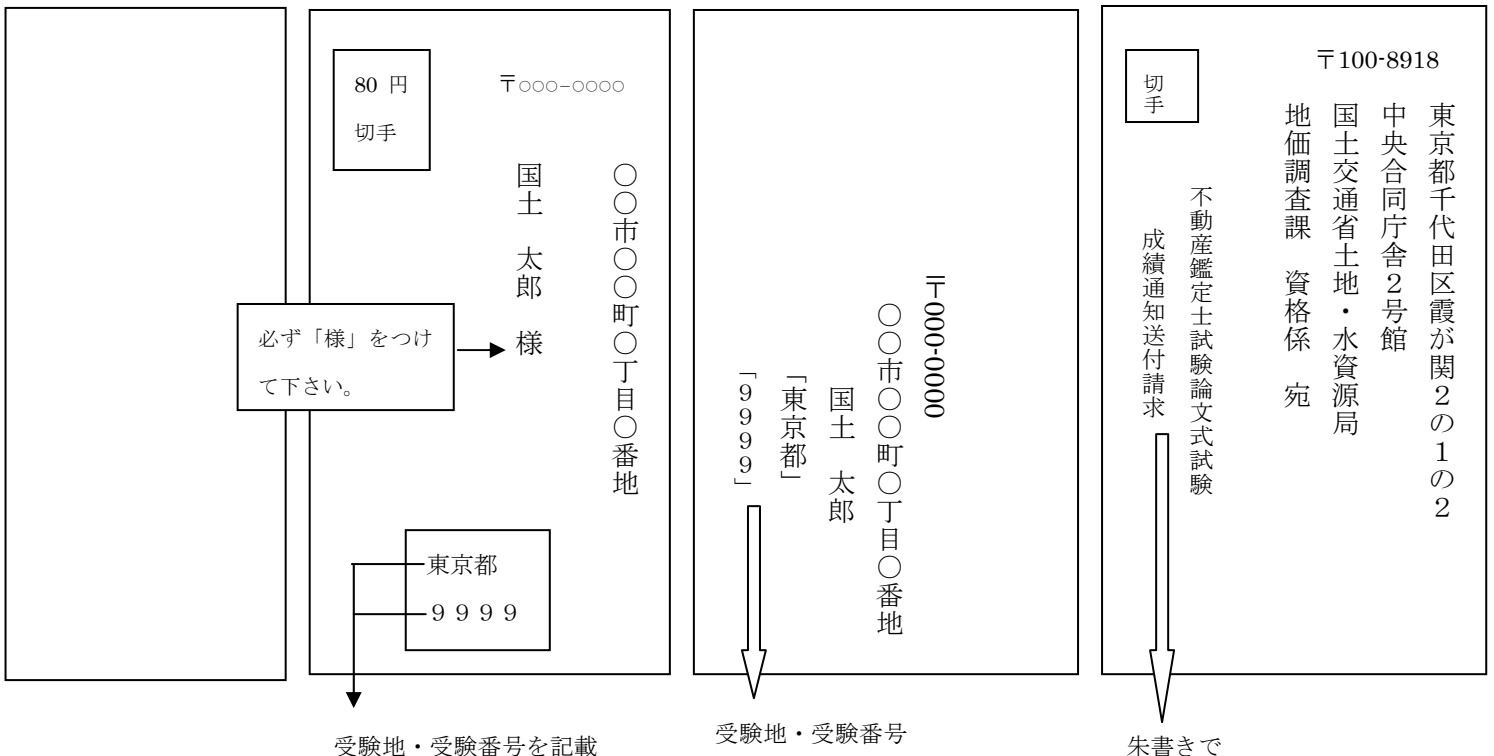 〒100-8918
東京都千代田区霞が関２の１の２
中央合同庁舎２号館
国土交通省土地・水資源局
地価調査課　資格係　宛
切手
不動産鑑定士試験論文式試験
成績通知送付請求
朱書きで
〒000-0000
○○市○○町○丁目○番地
国土　太郎
「東京都」
「９９９９」
受験地・受験番号
80 円
切手
〒○○○-○○○○
○○市○○町○丁目○番地
国土　太郎　様
必ず「様」をつけ
て下さい。
東京都
９９９９
受験地・受験番号を記載